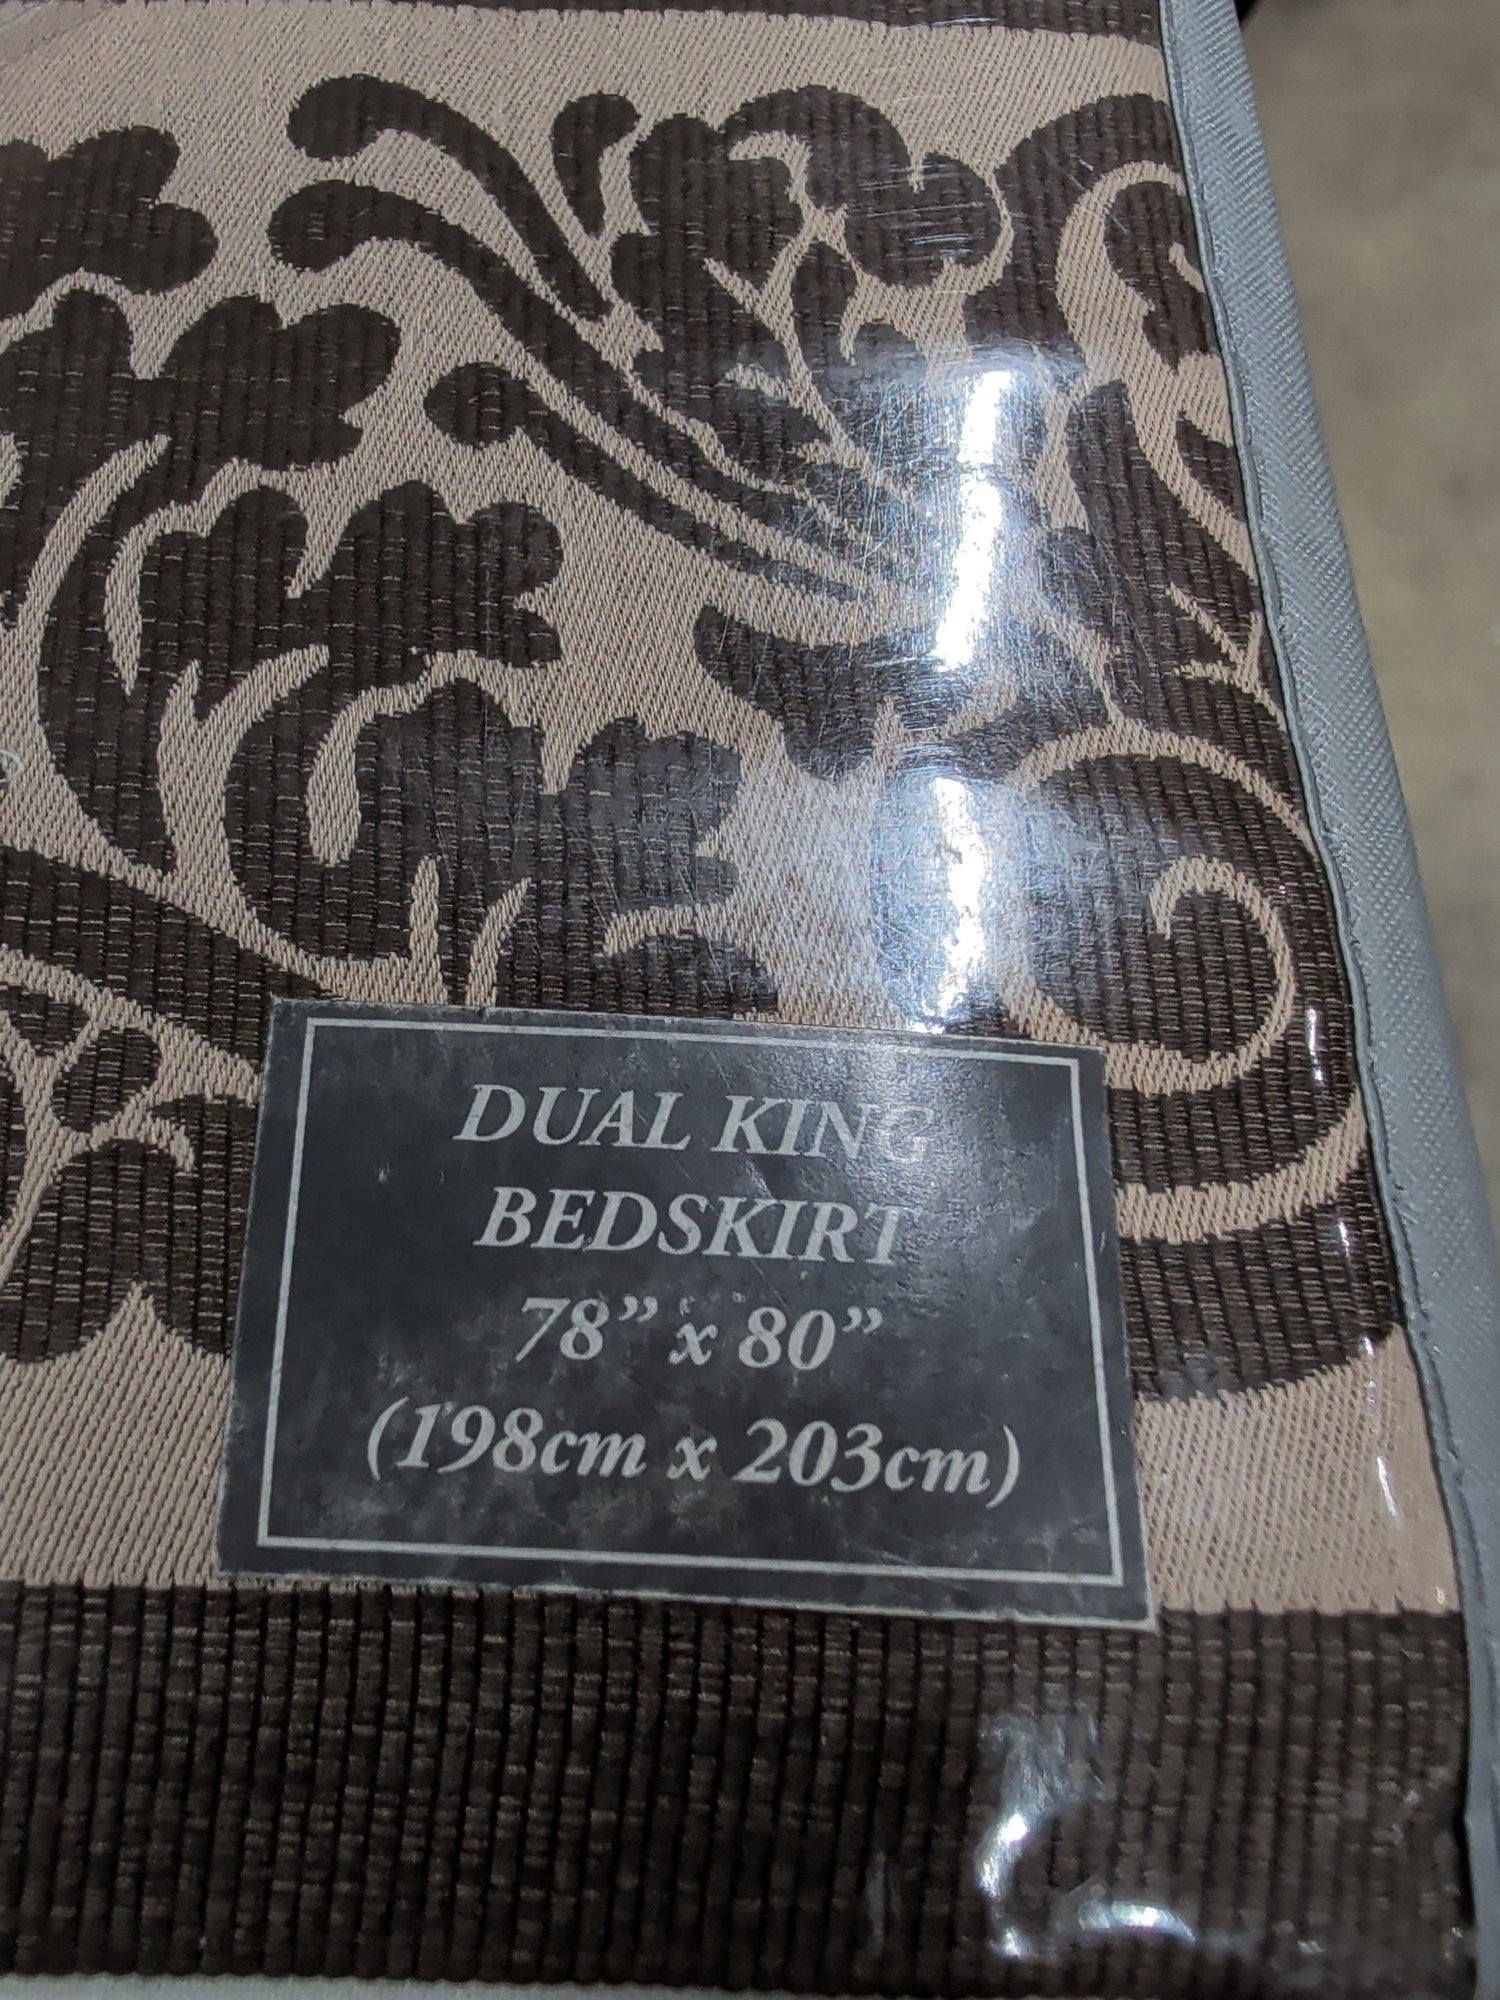 DUAL KING
BEDSKIRT
78” x 80”
(198cm x 203cm)